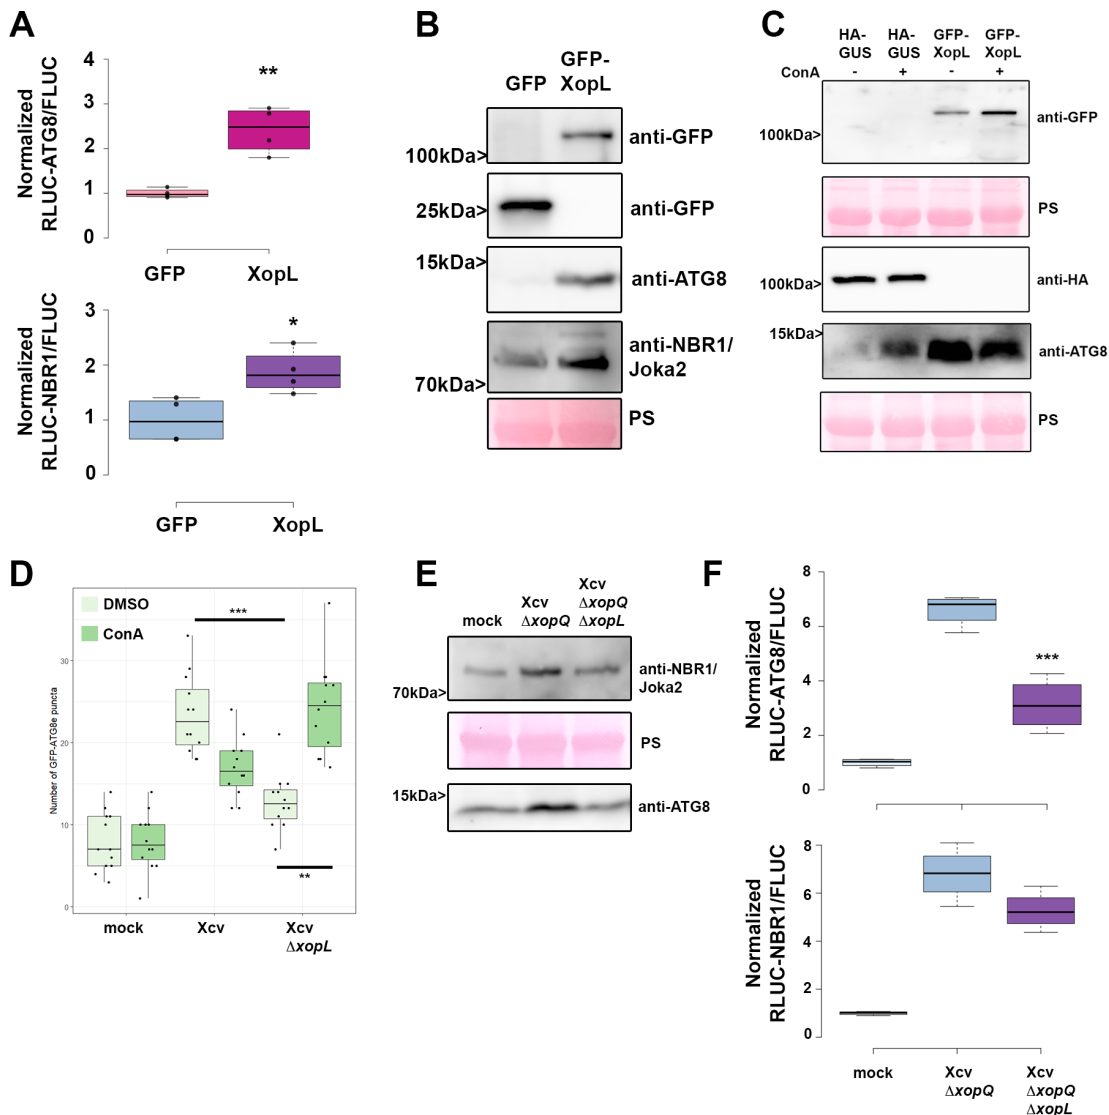 A
Normalized
RLUC-ATG8/FLUC
4
3
2
1
0
**
GFP
XopL
Normalized
RLUC-NBR1/FLUC
3
2
1
0
*
GFP
XopL
B
GFP
GFP-
XopL
100kDa>
anti-GFP
25kDa>
anti-GFP
15kDa>
anti-ATG8
70kDa>
anti-NBR1/
Joka2
PS
C
HA-
GUS
HA-
GUS
GFP-
XopL
GFP-
XopL
ConA
-
+
-
+
100kDa>
anti-GFP
PS
100kDa>
anti-HA
15kDa>
anti-ATG8
PS
D
DMSO
ConA
Number of GFP-ATG8e puncta
30
20
10
0
***
**
mock
Xcv
Xcv
ΔxopL
E
mock
Xcv
ΔxopQ
Xcv
ΔxopQ
ΔxopL
70kDa>
anti-NBR1/
Joka2
PS
15kDa>
anti-ATG8
F
Normalized
RLUC-ATG8/FLUC
8
6
4
2
0
***
Normalized
RLUC-NBR1/FLUC
8
6
4
2
0
mock
Xcv
ΔxopQ
Xcv
ΔxopQ
ΔxopL